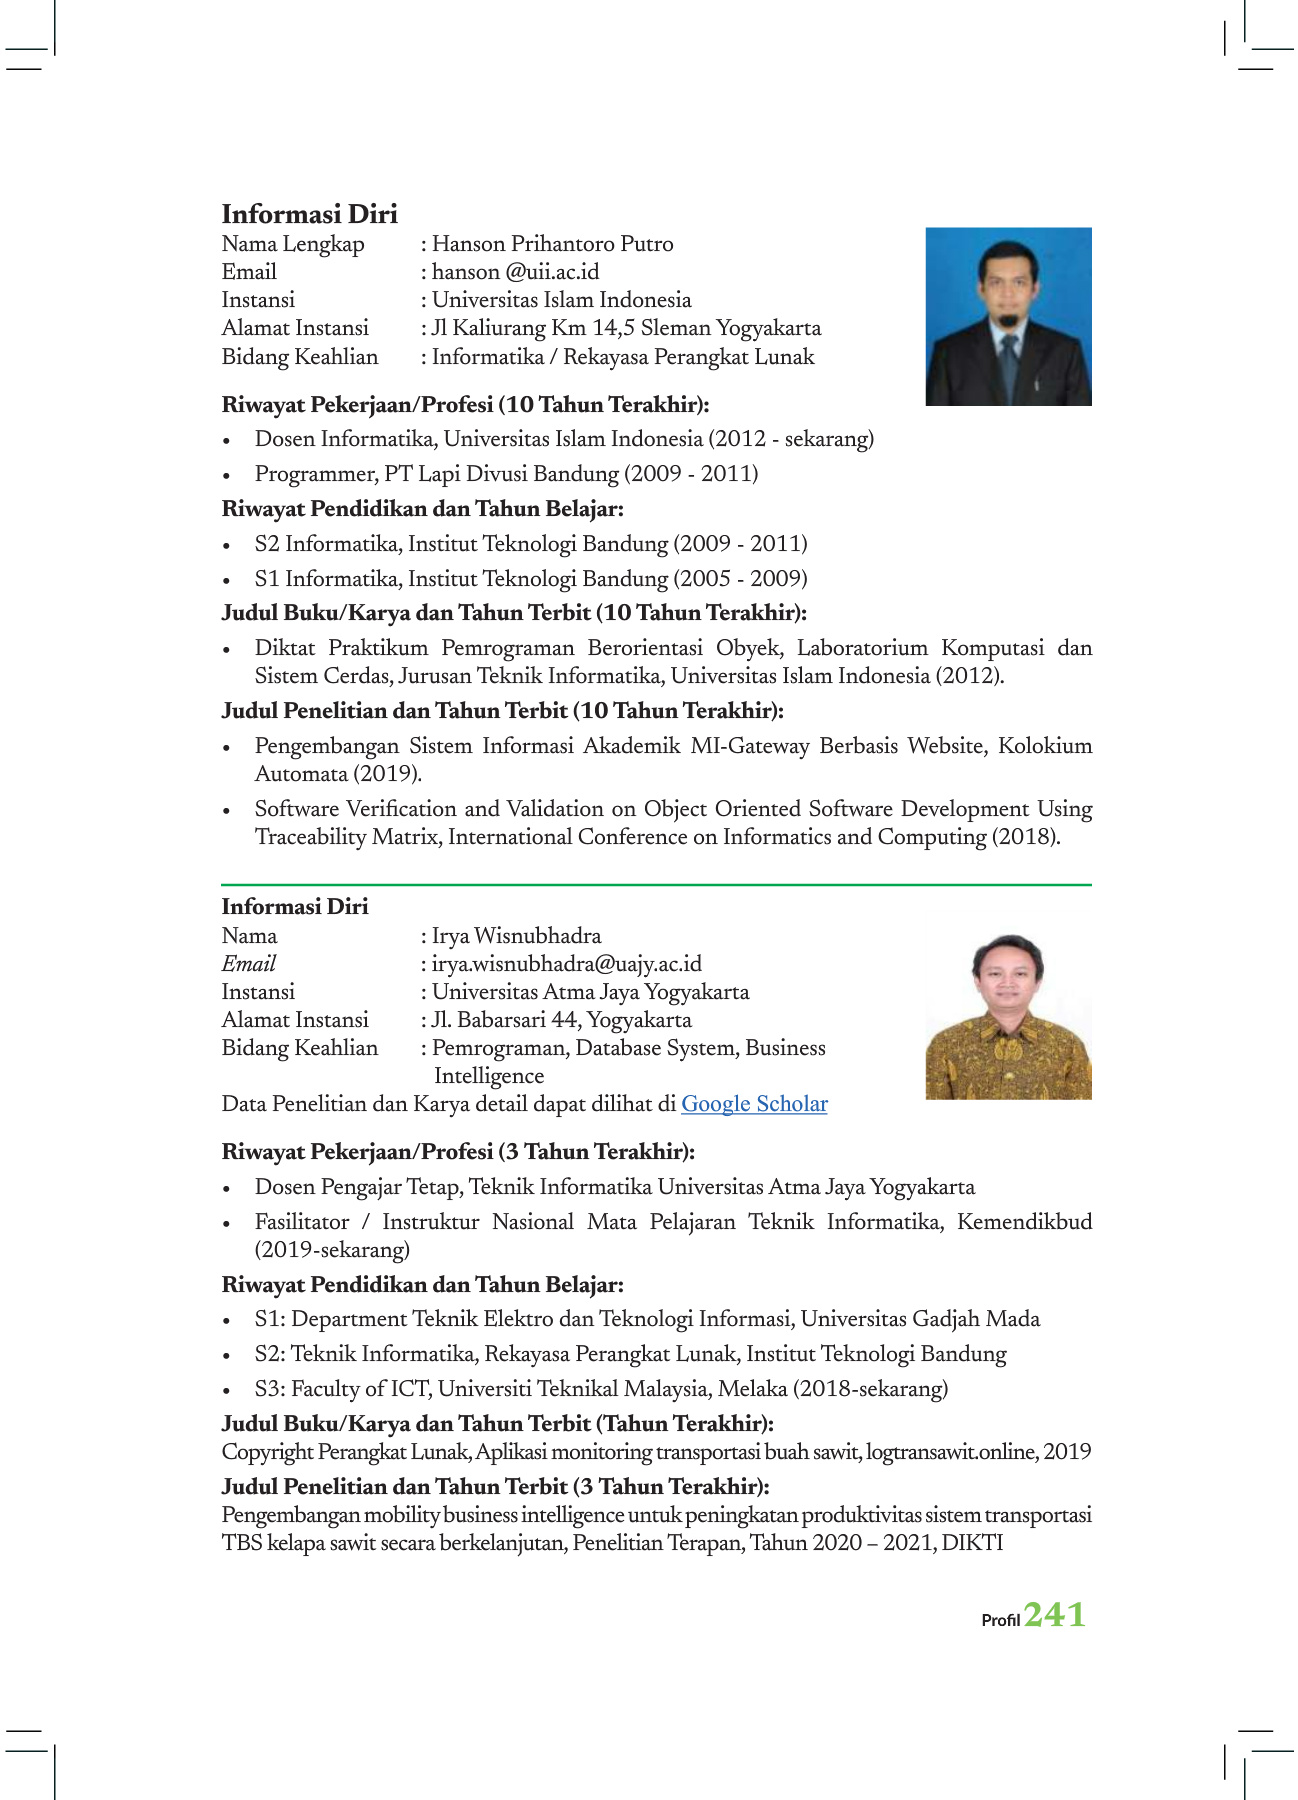 Informasi Diri
Nama Lengkap : Hanson Prihantoro Putro
Email : hanson @uii.ac.id
Instansi : Universitas Islam Indonesia
Alamat Instansi : Jl Kaliurang Km 14,5 Sleman Yogyakarta
Bidang Keahlian : Informatika / Rekayasa Perangkat Lunak
Riwayat Pekerjaan/Profesi (10 Tahun Terakhir):
• Dosen Informatika, Universitas Islam Indonesia (2012 - sekarang)
• Programmer, PT Lapi Divusi Bandung (2009 - 2011)
Riwayat Pendidikan dan Tahun Belajar:
• S2 Informatika, Institut Teknologi Bandung (2009 - 2011)
• S1 Informatika, Institut Teknologi Bandung (2005 - 2009)
Judul Buku/Karya dan Tahun Terbit (10 Tahun Terakhir):
• Diktat Praktikum Pemrograman Berorientasi Obyek, Laboratorium Komputasi dan
Sistem Cerdas, Jurusan Teknik Informatika, Universitas Islam Indonesia (2012).
Judul Penelitian dan Tahun Terbit (10 Tahun Terakhir):
• Pengembangan Sistem Informasi Akademik MI-Gateway Berbasis Website, Kolokium
Automata (2019).
• Software Verification and Validation on Object Oriented Software Development Using
Traceability Matrix, International Conference on Informatics and Computing (2018).
Informasi Diri
Nama : Irya Wisnubhadra
Email : irya.wisnubhadra@uajy.ac.id
Instansi : Universitas Atma Jaya Yogyakarta
Alamat Instansi : Jl. Babarsari 44, Yogyakarta
Bidang Keahlian : Pemrograman, Database System, Business
Intelligence
Data Penelitian dan Karya detail dapat dilihat di Google Scholar
Riwayat Pekerjaan/Profesi (3 Tahun Terakhir):
• Dosen Pengajar Tetap, Teknik Informatika Universitas Atma Jaya Yogyakarta
• Fasilitator / Instruktur Nasional Mata Pelajaran Teknik Informatika, Kemendikbud
(2019-sekarang)
Riwayat Pendidikan dan Tahun Belajar:
• S1: Department Teknik Elektro dan Teknologi Informasi, Universitas Gadjah Mada
• S2: Teknik Informatika, Rekayasa Perangkat Lunak, Institut Teknologi Bandung
• S3: Faculty of ICT, Universiti Teknikal Malaysia, Melaka (2018-sekarang)
Judul Buku/Karya dan Tahun Terbit (Tahun Terakhir):
Copyright Perangkat Lunak, Aplikasi monitoring transportasi buah sawit, logtransawit.online, 2019
Judul Penelitian dan Tahun Terbit (3 Tahun Terakhir):
Pengembangan mobility business intelligence untuk peningkatan produktivitas sistem transportasi
TBS kelapa sawit secara berkelanjutan, Penelitian Terapan, Tahun 2020 – 2021, DIKTI
Profil 241